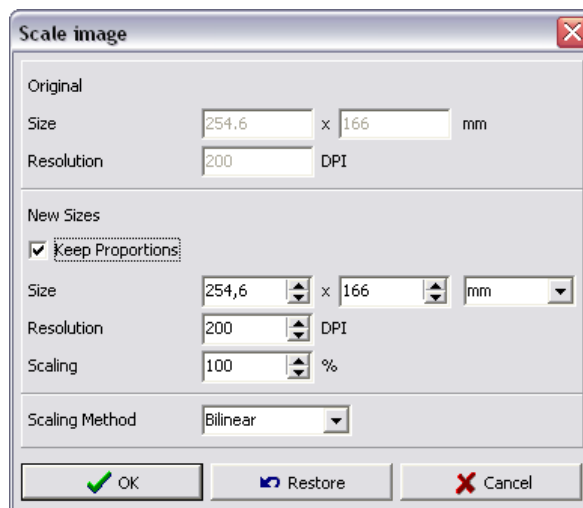 Scale image
Original
Size 254.6 x 166 mm
Resolution 200 DPI
New Sizes
Keep Proportions
Size 254,6 x 166 mm
Resolution 200 DPI
Scaling 100 %
Scaling Method Bilinear
OK Restore Cancel